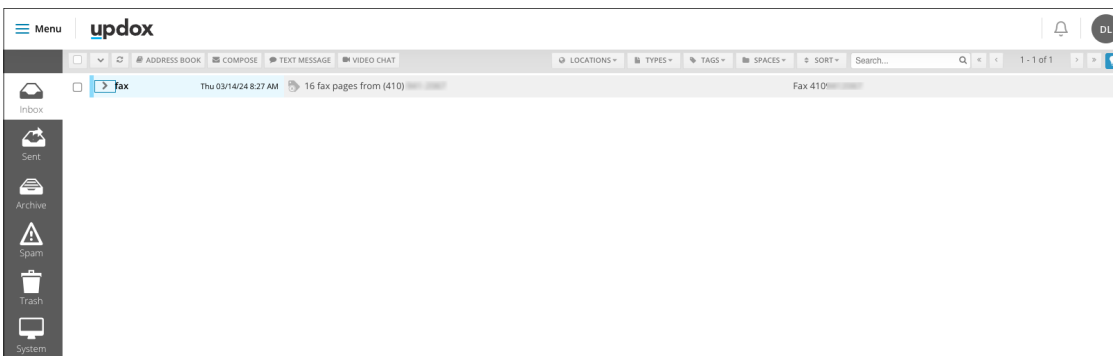 Menu updox DL
ADDRESS BOOK COMPOSE TEXT MESSAGE VIDEO CHAT LOCATIONS TYPES TAGS SPACES SORT Search... 1 - 1 of 1
fax Thu 03/14/24 8:27 AM 16 fax pages from (410) Fax 410
Inbox
Sent
Archive
Spam
Trash
System